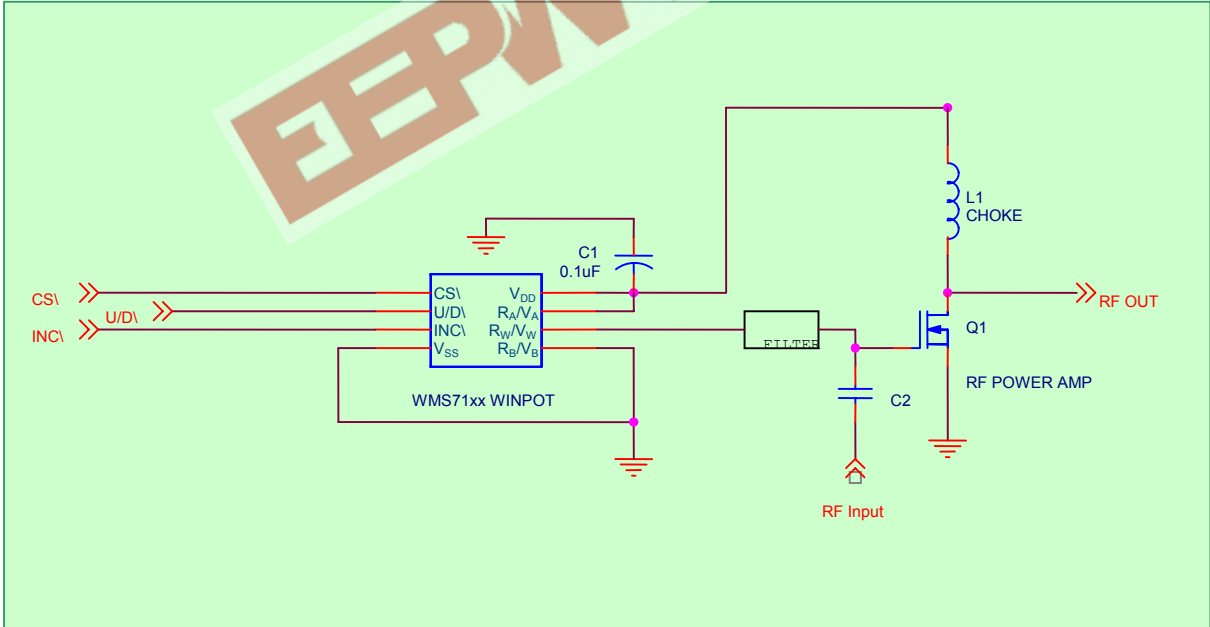 EEPW
L1
CHOKE
C1
0.1uF
CS\
U/D\
INC\
CS\
U/D\
INC\
VSS
VDD
RA/VA
RW/VW
RB/VB
WMS71xx WINPOT
FILTER
C2
RF Input
Q1
RF POWER AMP
RF OUT